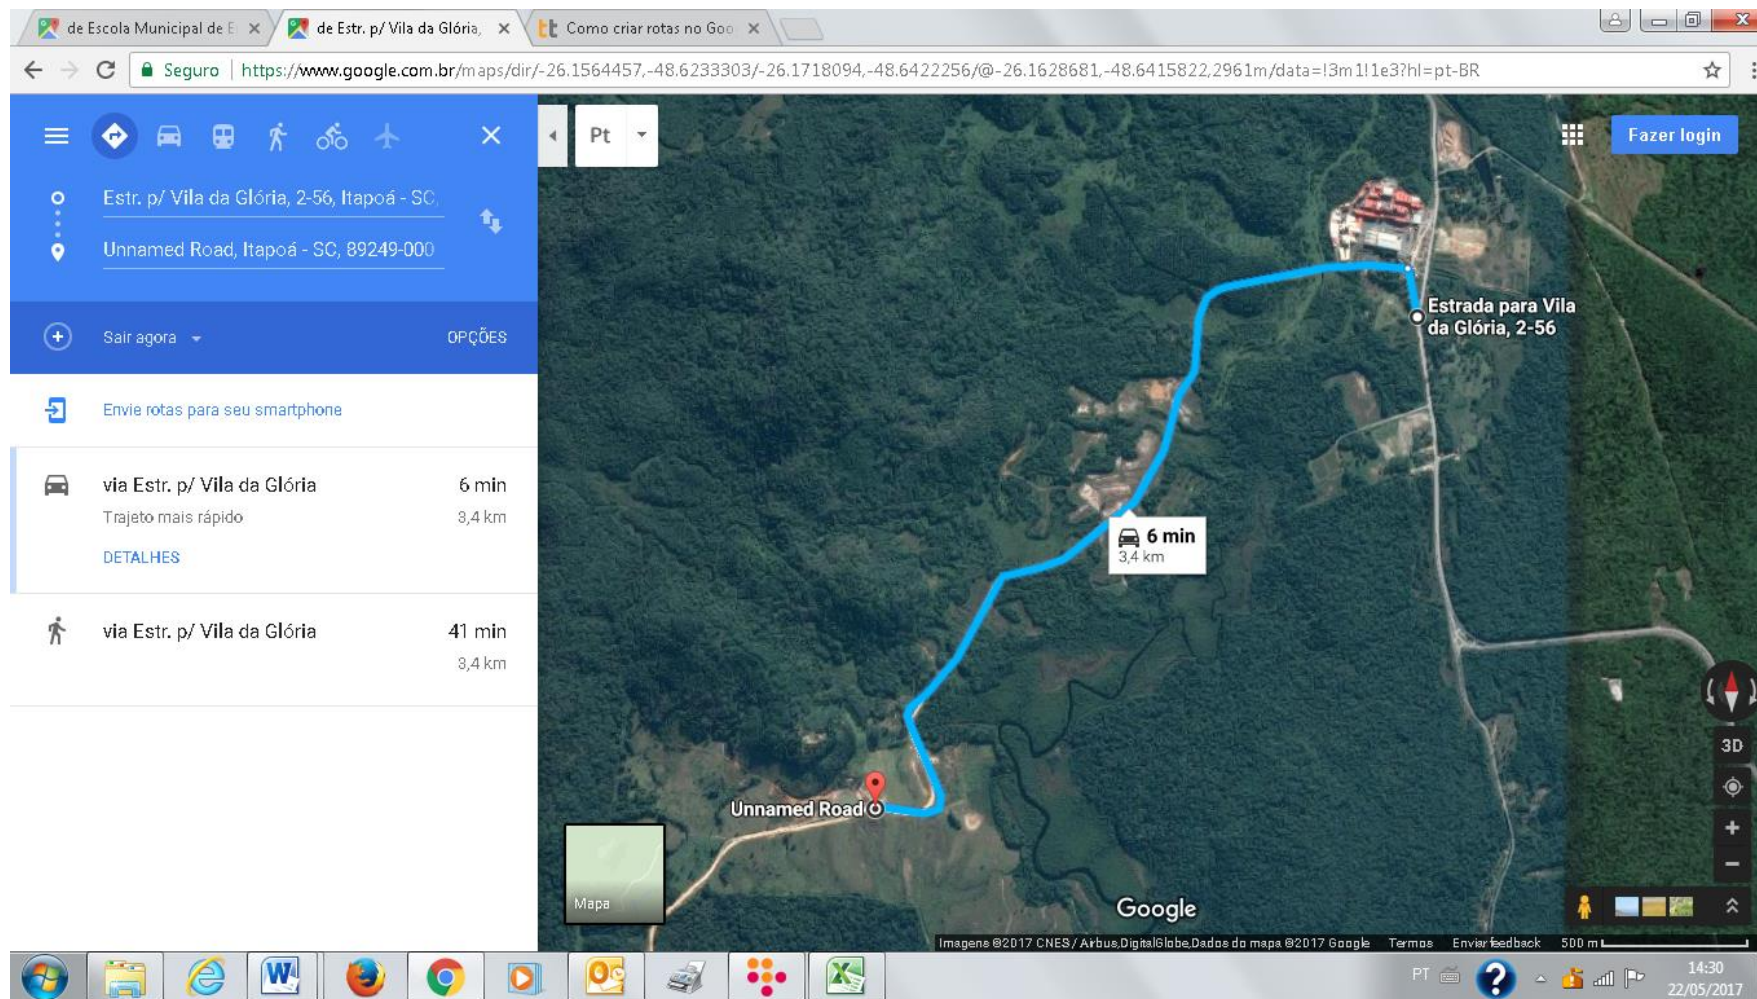 de Escola Municipal de E
de Estr. p/ Vila da Glória,
Como criar rotas no Goo
Seguro
https://www.google.com.br/maps/dir/-26.1564457,-48.6233303/-26.1718094,-48.6422256/@-26.1628681,-48.6415822,2961m/data=!3m1!1e3?hl=pt-BR
Pt
Fazer login
Estr. p/ Vila da Glória, 2-56, Itapoá - SC,
Unnamed Road, Itapoá - SC, 89249-000
Sair agora
OPÇÕES
Envie rotas para seu smartphone
via Estr. p/ Vila da Glória
6 min
Trajeto mais rápido
3,4 km
DETALHES
via Estr. p/ Vila da Glória
41 min
3,4 km
Estrada para Vila
da Glória, 2-56
6 min
3,4 km
Unnamed Road
Mapa
Google
3D
Imagens ©2017 CNES / Airbus,DigitalGlobe,Dados do mapa ©2017 Google
Termos
Enviar feedback
500 m
PT
14:30
22/05/2017